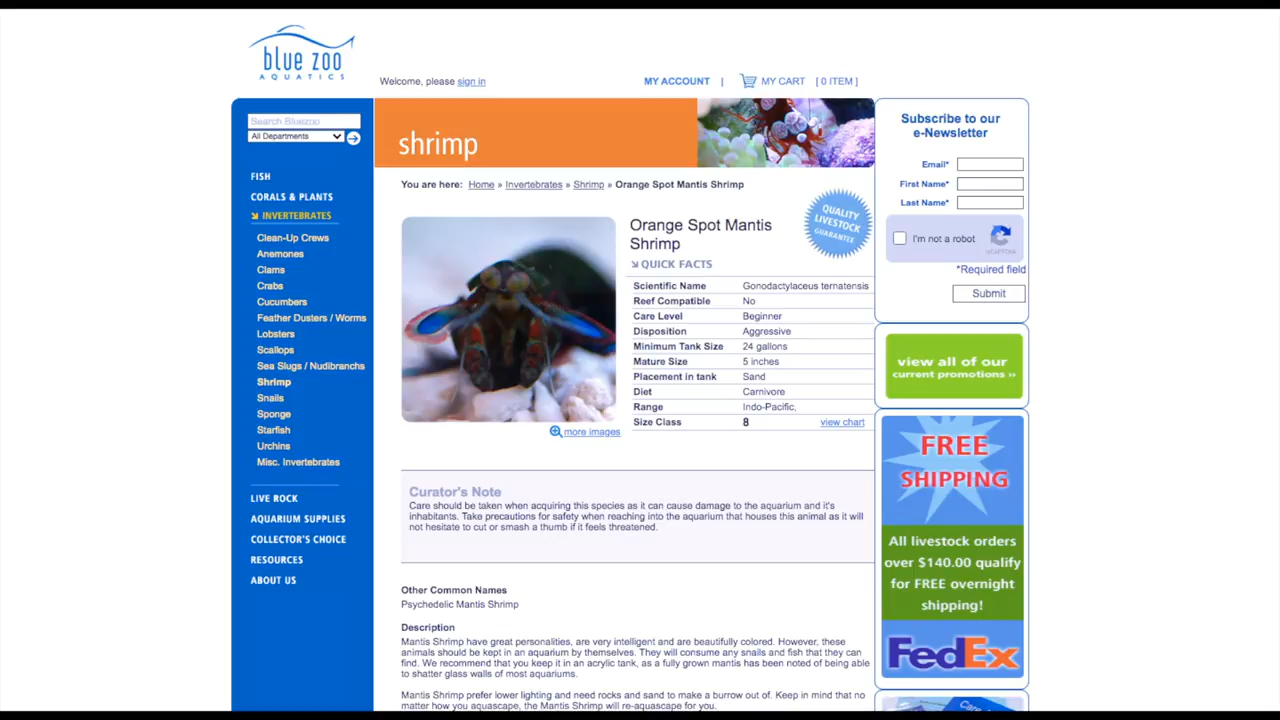 blue zoo
AQUATICS
Welcome, please sign in
MY ACCOUNT | MY CART [ 0 ITEM ]
Search Bluezoo
All Departments
FISH
CORALS & PLANTS
INVERTEBRATES
Clean-Up Crews
Anemones
Clams
Crabs
Cucumbers
Feather Dusters / Worms
Lobsters
Scallops
Sea Slugs / Nudibranchs
Shrimp
Snails
Sponge
Starfish
Urchins
Misc. Invertebrates
LIVE ROCK
AQUARIUM SUPPLIES
COLLECTOR'S CHOICE
RESOURCES
ABOUT US
shrimp
You are here: Home » Invertebrates » Shrimp » Orange Spot Mantis Shrimp
more images
Orange Spot Mantis
Shrimp
QUALITY
LIVESTOCK
GUARANTEE
QUICK FACTS
Scientific Name Gonodactylaceus ternatensis
Reef Compatible No
Care Level Beginner
Disposition Aggressive
Minimum Tank Size 24 gallons
Mature Size 5 inches
Placement in tank Sand
Diet Carnivore
Range Indo-Pacific,
Size Class 8 view chart
Curator's Note
Care should be taken when acquiring this species as it can cause damage to the aquarium and it's
inhabitants. Take precautions for safety when reaching into the aquarium that houses this animal as it will
not hesitate to cut or smash a thumb if it feels threatened.
Other Common Names
Psychedelic Mantis Shrimp
Description
Mantis Shrimp have great personalities, are very intelligent and are beautifully colored. However, these
animals should be kept in an aquarium by themselves. They will consume any snails and fish that they can
find. We recommend that you keep it in an acrylic tank, as a fully grown mantis has been noted of being able
to shatter glass walls of most aquariums.
Mantis Shrimp prefer lower lighting and need rocks and sand to make a burrow out of. Keep in mind that no
matter how you aquascape, the Mantis Shrimp will re-aquascape for you.
Subscribe to our
e-Newsletter
Email*
First Name*
Last Name*
I'm not a robot
reCAPTCHA
*Required field
Submit
view all of our
current promotions »
FREE
SHIPPING
All livestock orders
over $140.00 qualify
for FREE overnight
shipping!
FedEx